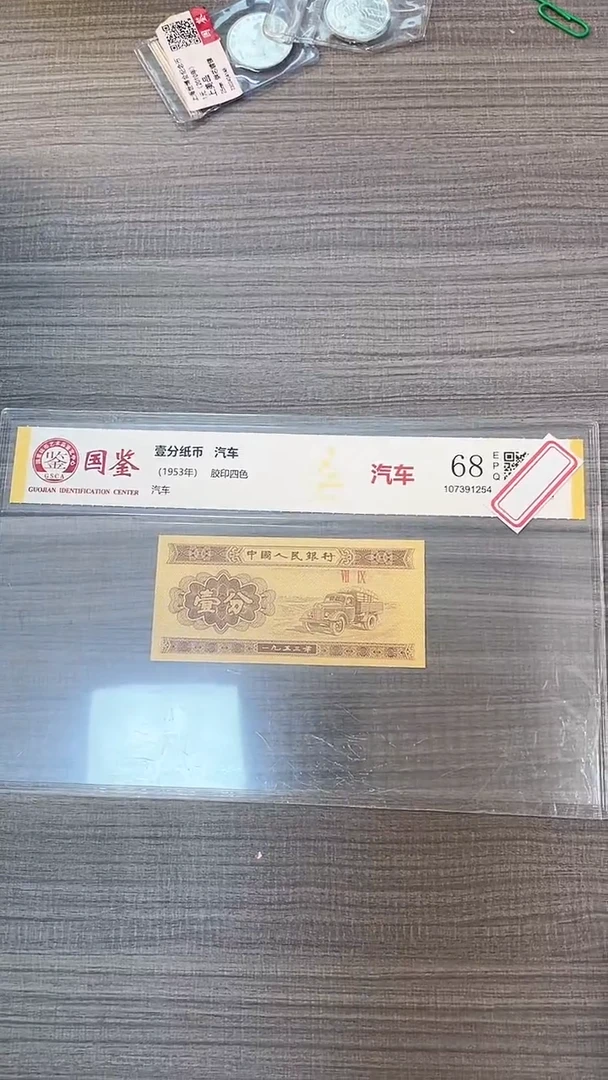 国鉴
GSCA
GUOJIAN IDENTIFICATION CENTER
壹分纸币 汽车
(1953年) 胶印四色
汽车
汽车
68
EPQ
107391254
中國人民銀行
VII IX
壹分
一九五三年